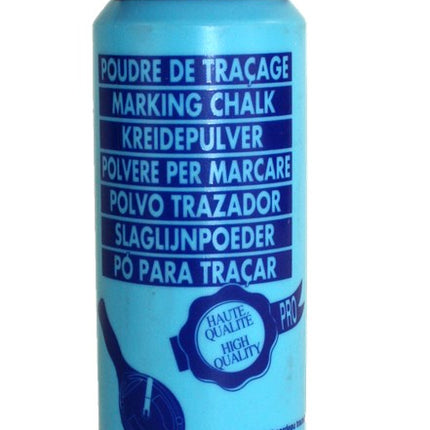 POUDRE DE TRAÇAGE
MARKING CHALK
KREIDEPULVER
POLVERE PER MARCARE
POLVO TRAZADOR
SLAGLIJNPOEDER
PÓ PARA TRAÇAR
HAUTE
QUALITÉ
HIGH
QUALITY
PRO